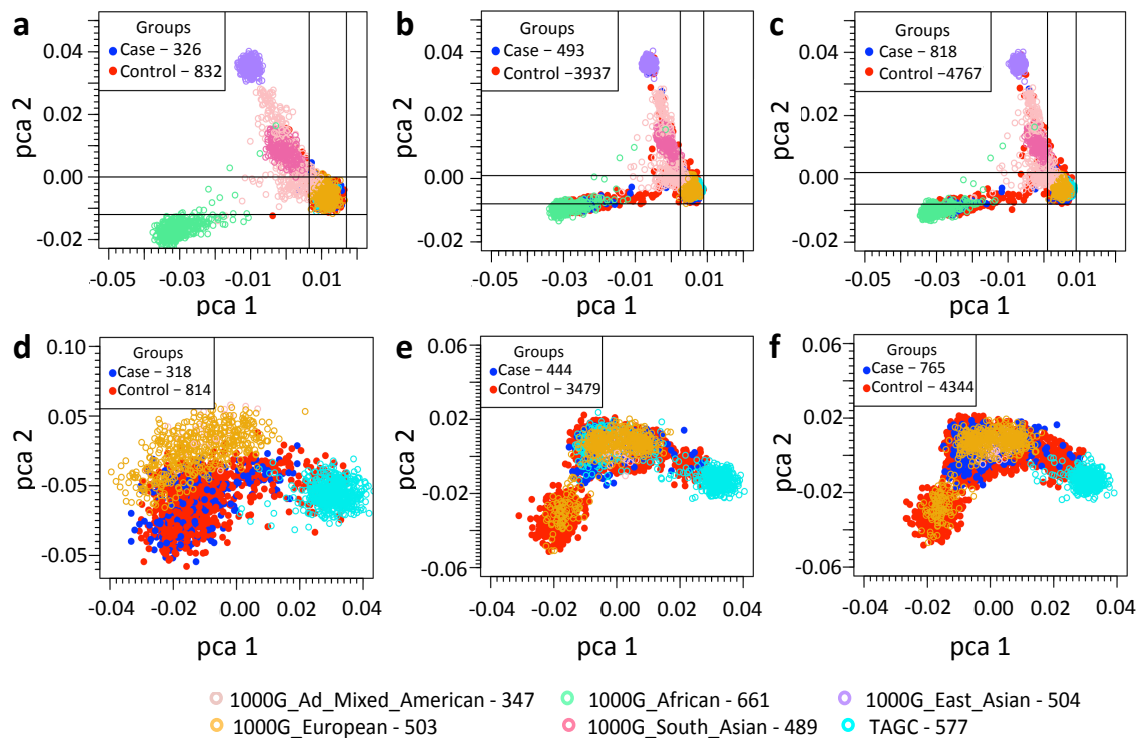 a
Groups
Case – 326
Control – 832
0.04
0.02
0.00
-0.02
pca 2
-0.05
-0.03
-0.01
0.01
pca 1
b
Groups
Case – 493
Control –3937
0.04
0.02
0.00
-0.02
pca 2
-0.05
-0.03
-0.01
0.01
pca 1
c
Groups
Case – 818
Control –4767
0.04
0.02
0.00
-0.02
pca 2
-0.05
-0.03
-0.01
0.01
pca 1
d
Groups
Case – 318
Control – 814
0.10
0.05
-0.05
-0.05
pca 2
-0.04
-0.02
0.00
0.02
0.04
pca 1
e
Groups
Case – 444
Control – 3479
0.06
0.02
-0.02
-0.06
pca 2
-0.04
-0.02
0.00
0.02
0.04
pca 1
f
Groups
Case – 765
Control – 4344
0.06
0.02
-0.02
-0.06
pca 2
-0.04
-0.02
0.00
0.02
0.04
pca 1
1000G_Ad_Mixed_American - 347
1000G_African - 661
1000G_East_Asian - 504
1000G_European - 503
1000G_South_Asian - 489
TAGC - 577